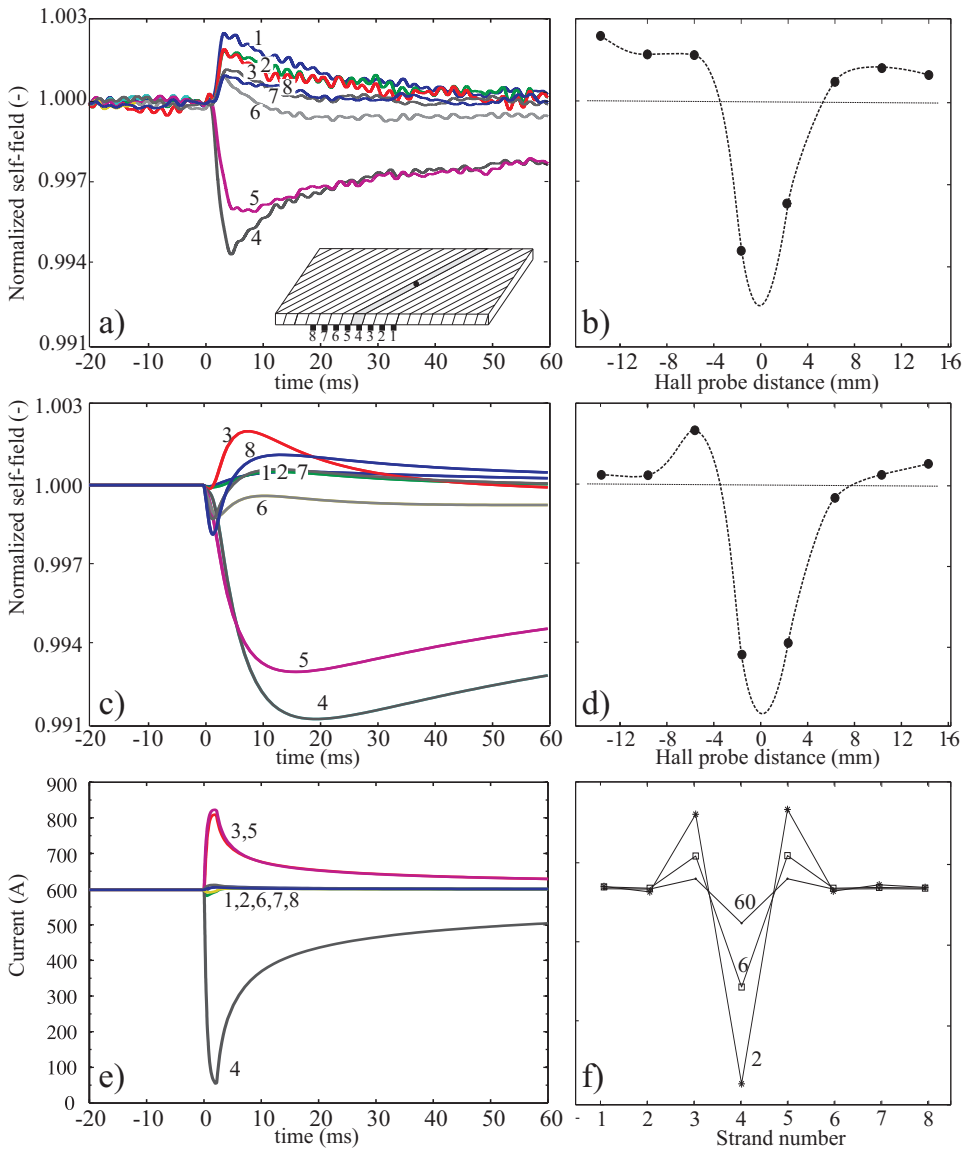 1.003
1.000
0.997
0.994
0.991
Normalized self-field (-)
1
2
3
8
7
6
5
4
8 7 6 5 4 3 2 1
a)
-20 -10 0 10 20 30 40 50 60
time (ms)
b)
-12 -8 -4 0 4 8 12 16
Hall probe distance (mm)
1.003
1.000
0.997
0.994
0.991
Normalized self-field (-)
3
8
1 2 7
6
5
4
c)
-20 -10 0 10 20 30 40 50 60
time (ms)
d)
-12 -8 -4 0 4 8 12 16
Hall probe distance (mm)
900
800
700
600
500
400
300
200
100
0
Current (A)
3,5
1,2,6,7,8
4
e)
-20 -10 0 10 20 30 40 50 60
time (ms)
60
6
2
f)
- 1 2 3 4 5 6 7 8
Strand number